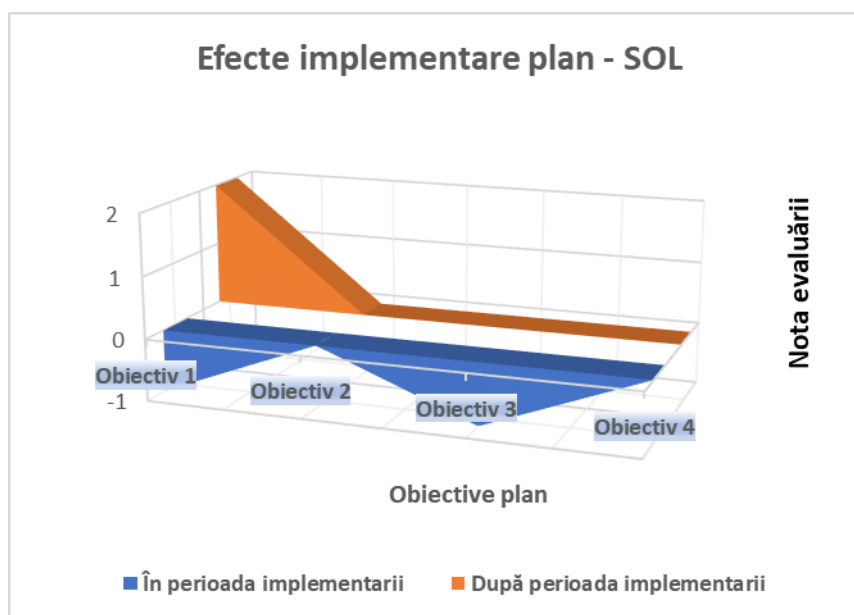 Efecte implementare plan - SOL
2
1
0
-1
Obiectiv 1
Obiectiv 2
Obiectiv 3
Obiectiv 4
Nota evaluării
Obiective plan
În perioada implementarii
După perioada implementarii